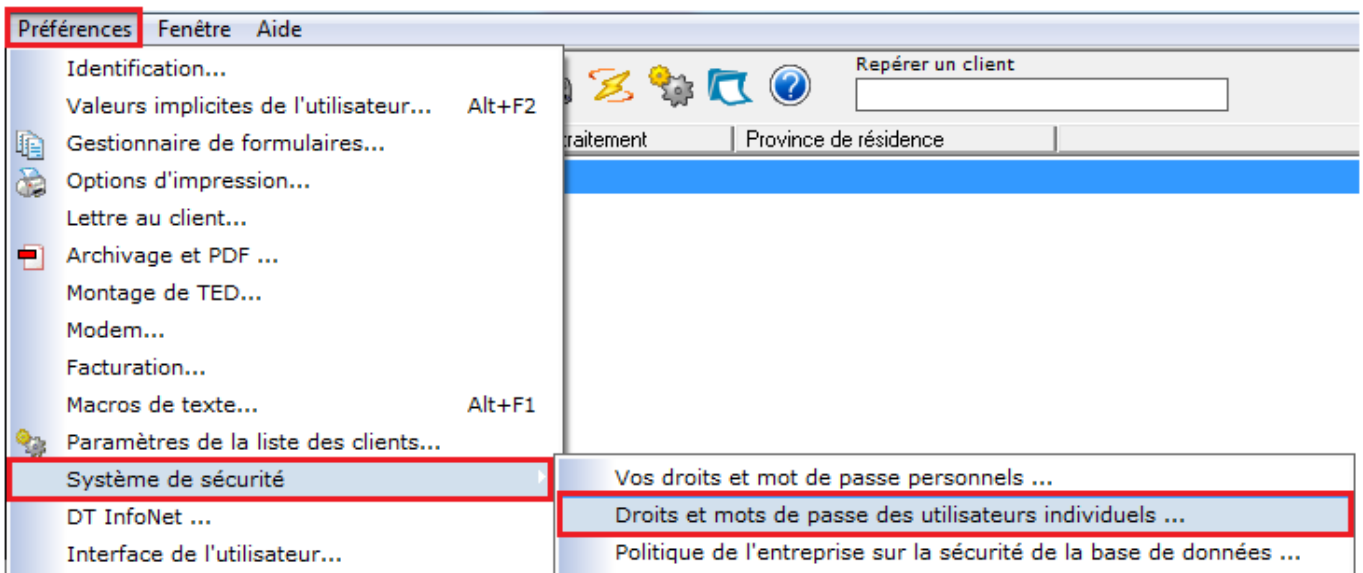 Préférences Fenêtre Aide
Identification...
Valeurs implicites de l'utilisateur... Alt+F2
Gestionnaire de formulaires...
Options d'impression...
Lettre au client...
Archivage et PDF ...
Montage de TED...
Modem...
Facturation...
Macros de texte... Alt+F1
Paramètres de la liste des clients...
Système de sécurité
DT InfoNet ...
Interface de l'utilisateur...
Repérer un client
traitement Province de résidence
Vos droits et mot de passe personnels ...
Droits et mots de passe des utilisateurs individuels ...
Politique de l'entreprise sur la sécurité de la base de données ...